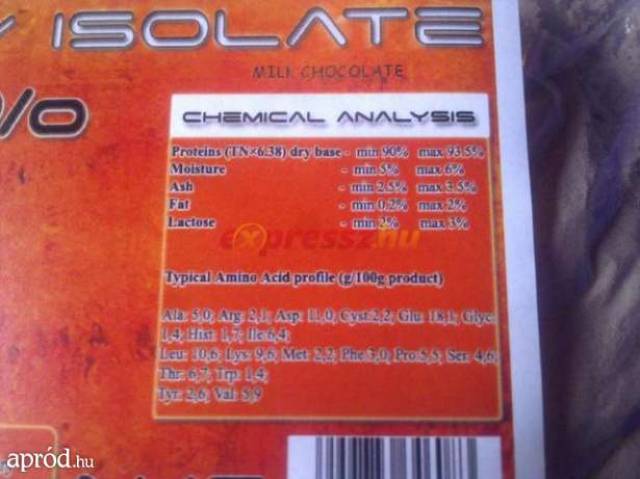 Y ISOLATE
MILK CHOCOLATE
%
CHEMICAL ANALYSIS
Proteins (TN×6.38) dry base - min 90% max 93.5%
Moisture - min 5% max 6%
Ash - min 2.5% max 3.5%
Fat - min 0.2% max 2%
Lactose - min 2% max 3%
expressz.hu
Typical Amino Acid profile (g/100g product)
Ala: 5,0; Arg: 2,1; Asp: 11,0; Cyst:2,2; Glu: 18,1; Glyc:
1,4; Hist: 1,7; Ile:6,4;
Leu: 10,6; Lys: 9,6; Met: 2,2; Phe:3,0; Pro:5,5; Ser: 4,6;
Thr: 6,7; Trp: 1,4;
Tyr: 2,6; Val: 5,9
apród.hu